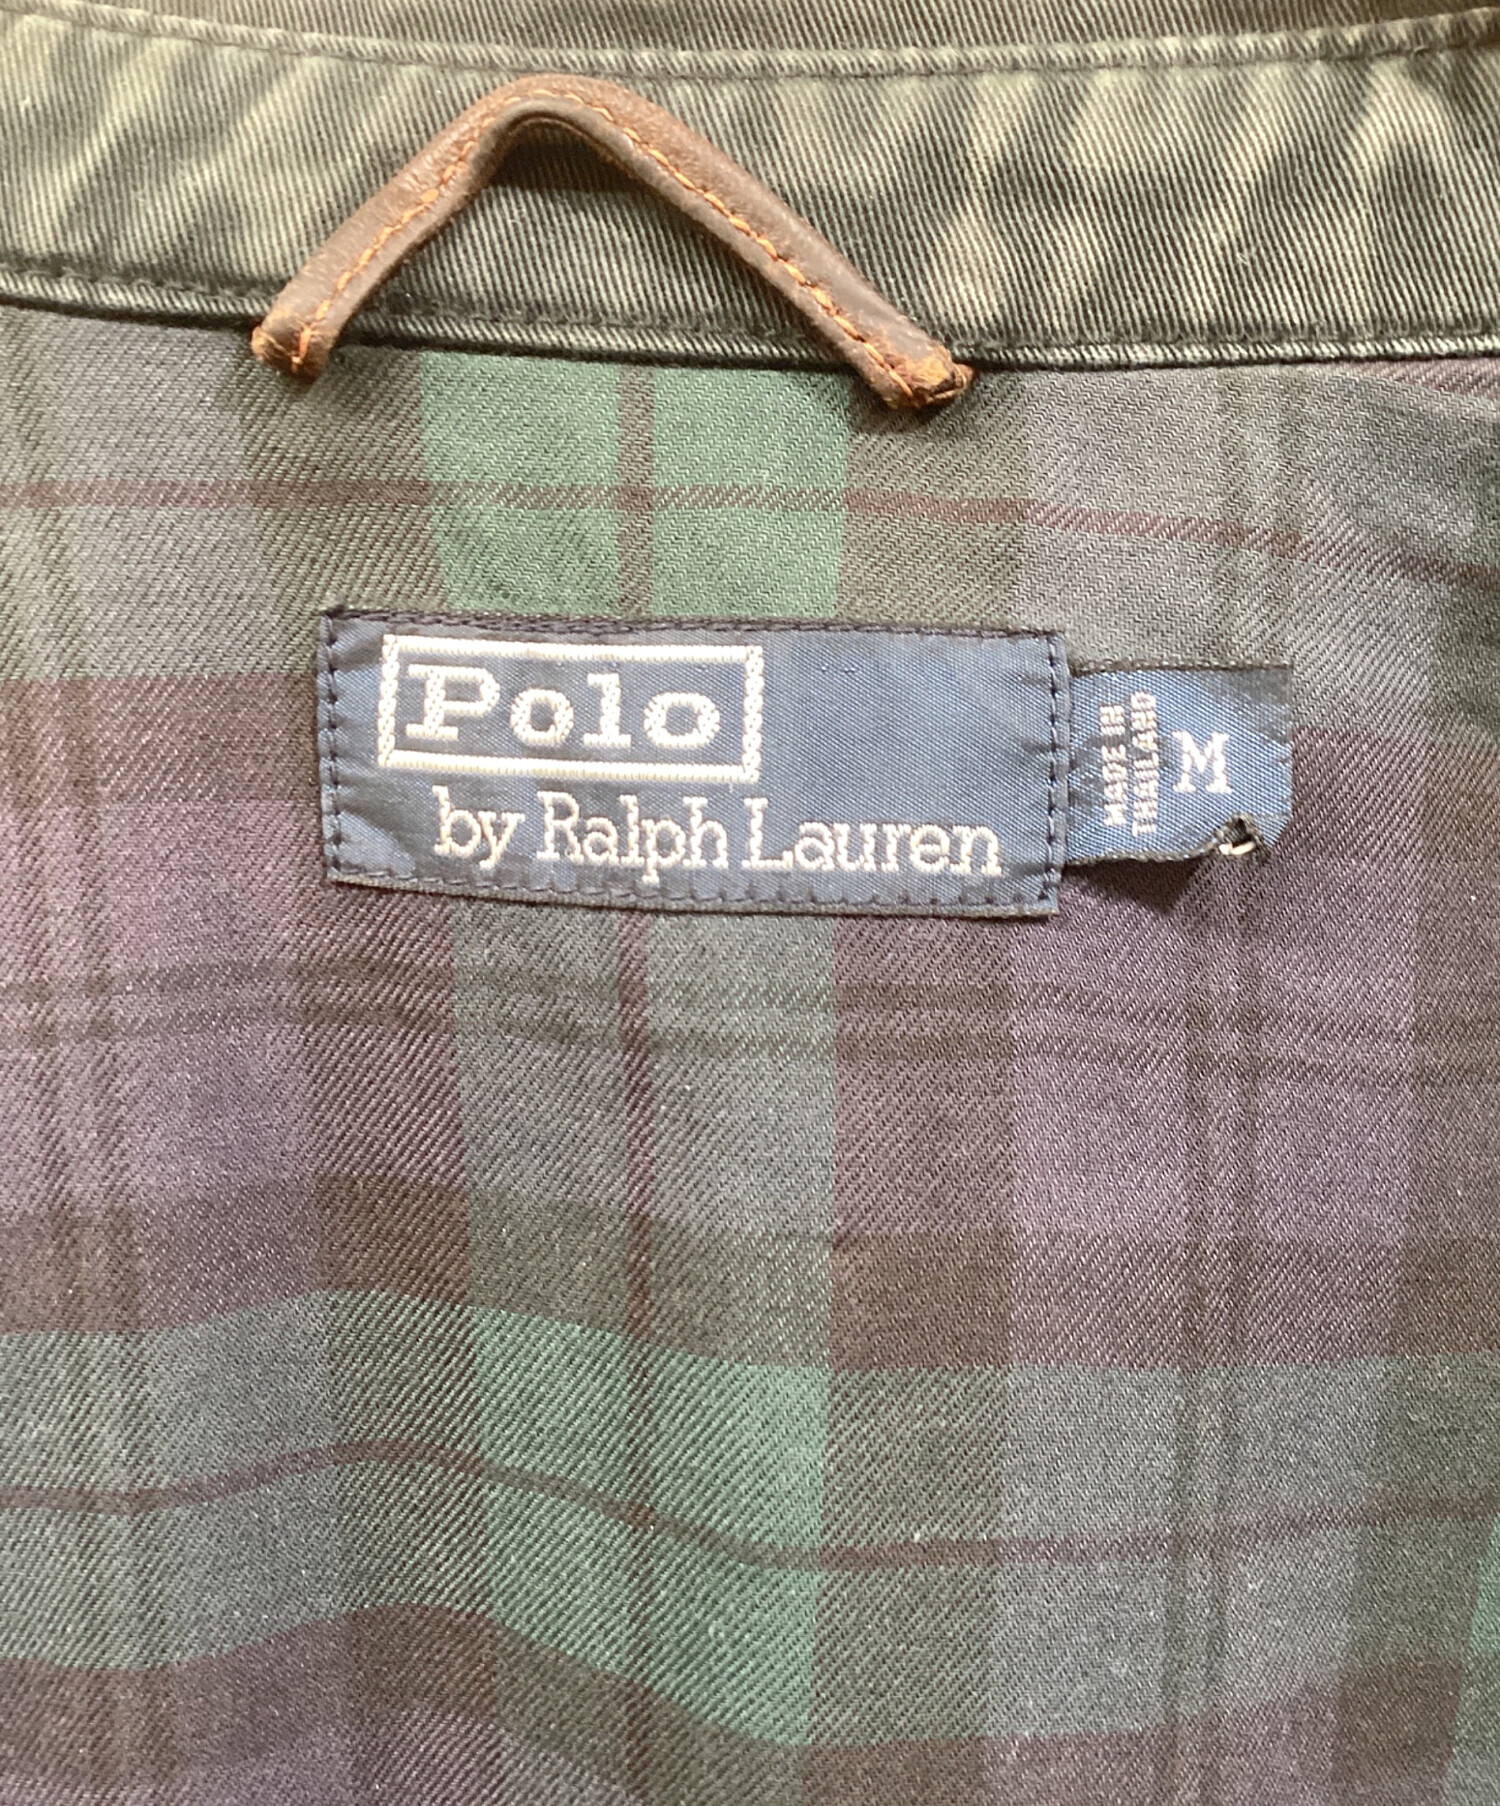 Polo
by Ralph Lauren
MADE IN
THAILAND
M